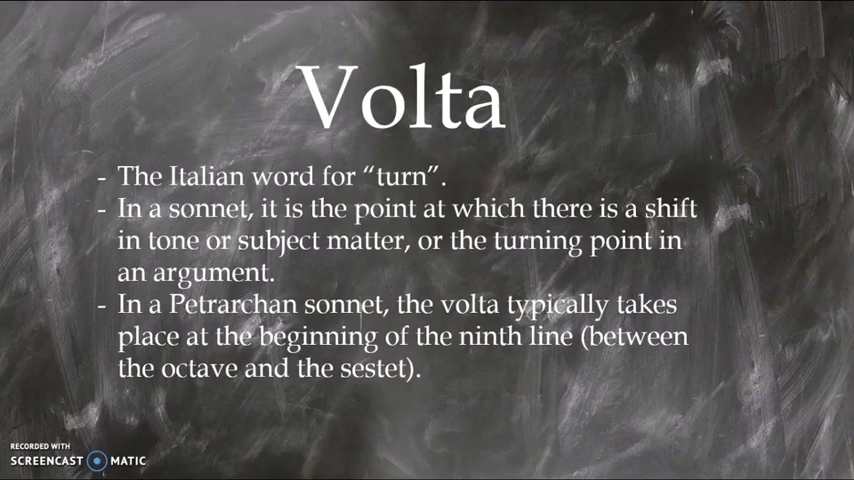 Volta
- The Italian word for “turn”.
- In a sonnet, it is the point at which there is a shift
in tone or subject matter, or the turning point in
an argument.
- In a Petrarchan sonnet, the volta typically takes
place at the beginning of the ninth line (between
the octave and the sestet).
RECORDED WITH
SCREENCAST MATIC